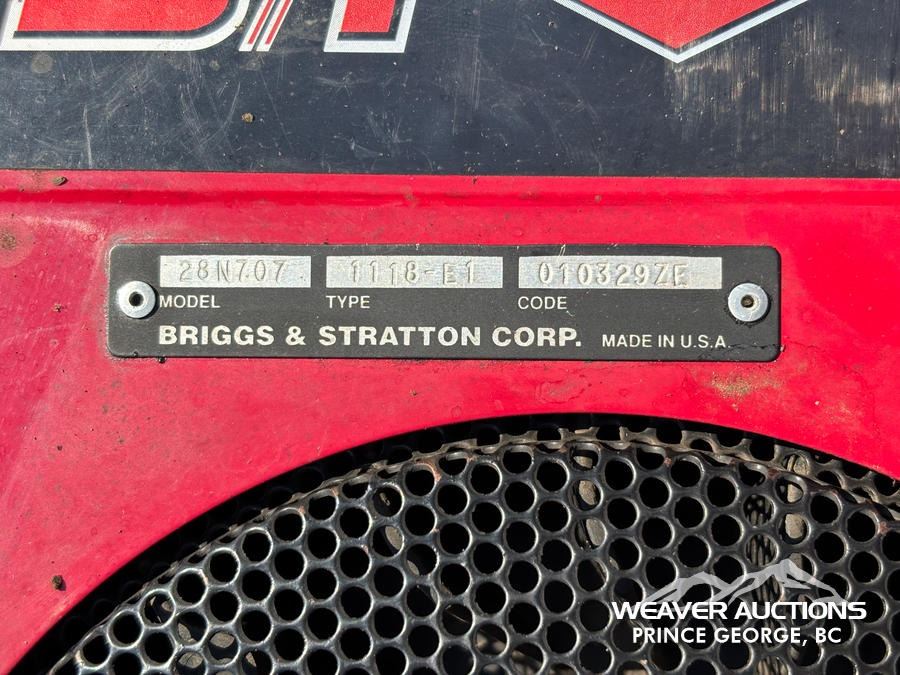 28N707 1118-E1 010329ZE
MODEL TYPE CODE
BRIGGS & STRATTON CORP. MADE IN U.S.A.
WEAVER AUCTIONS
PRINCE GEORGE, BC